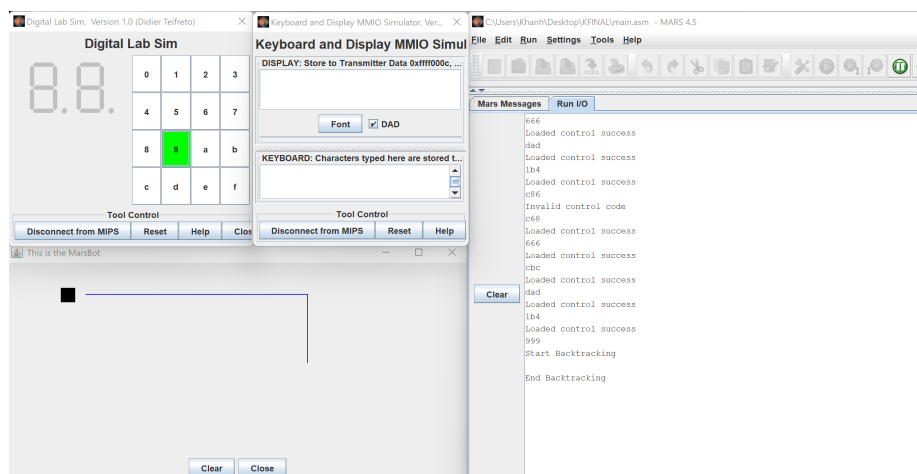 Digital Lab Sim, Version 1.0 (Didier Teifreto)
Digital Lab Sim
0 1 2 3
4 5 6 7
8 9 a b
c d e f
Tool Control
Disconnect from MIPS Reset Help Clos
Keyboard and Display MMIO Simulator, Ver...
Keyboard and Display MMIO Simul
DISPLAY: Store to Transmitter Data 0xffff000c, ...
Font DAD
KEYBOARD: Characters typed here are stored t...
Tool Control
Disconnect from MIPS Reset Help
This is the MarsBot
Clear Close
C:\Users\Khanh\Desktop\KFINAL\main.asm - MARS 4.5
File Edit Run Settings Tools Help
Mars Messages Run I/O
666
Loaded control success
dad
Loaded control success
1b4
Loaded control success
c86
Invalid control code
c68
Loaded control success
666
Loaded control success
cbc
Loaded control success
Clear
dad
Loaded control success
1b4
Loaded control success
999
Start Backtracking
End Backtracking